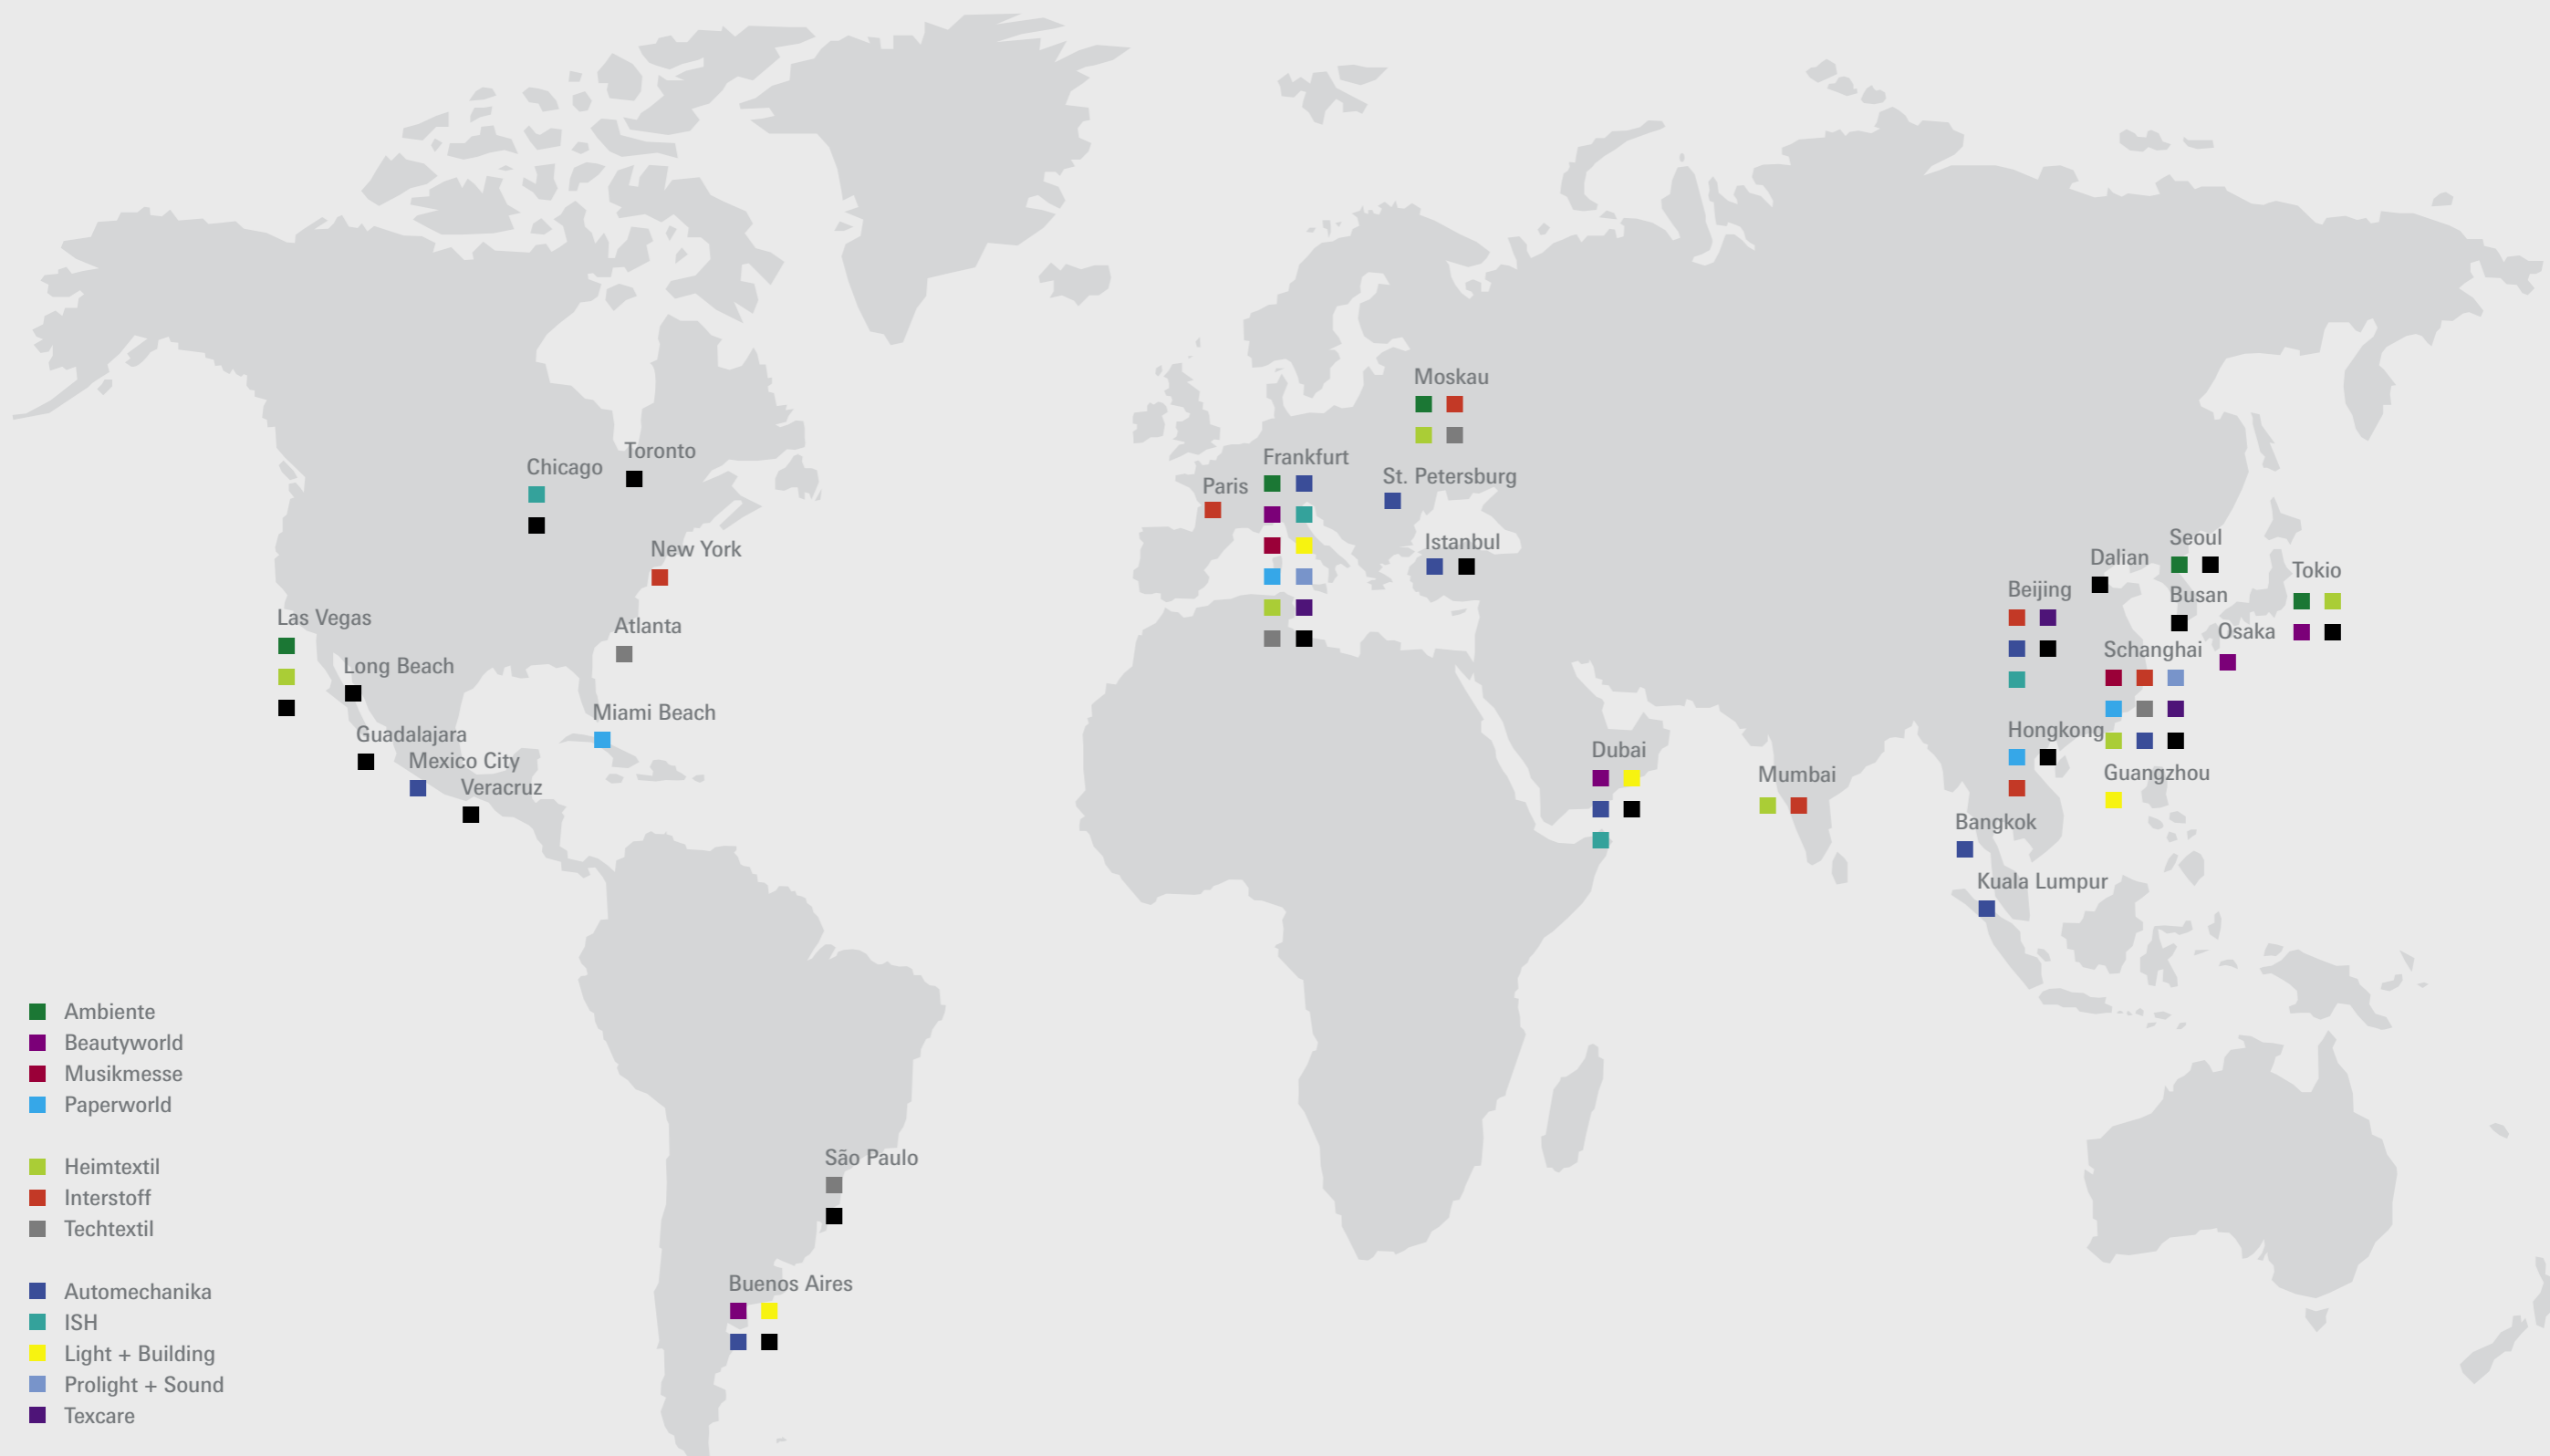 Moskau
Toronto
Frankfurt
Chicago
St. Petersburg
Paris
Seoul
Istanbul
New York
Dalian
Tokio
Beijing
Busan
Las Vegas
Atlanta
Osaka
Schanghai
Long Beach
Miami Beach
Hongkong
Guadalajara
Dubai
Mexico City
Guangzhou
Mumbai
Veracruz
Bangkok
Kuala Lumpur
Ambiente
Beautyworld
Musikmesse
Paperworld
São Paulo
Heimtextil
Interstoff
Techtextil
Buenos Aires
Automechanika
ISH
Light + Building
Prolight + Sound
Texcare